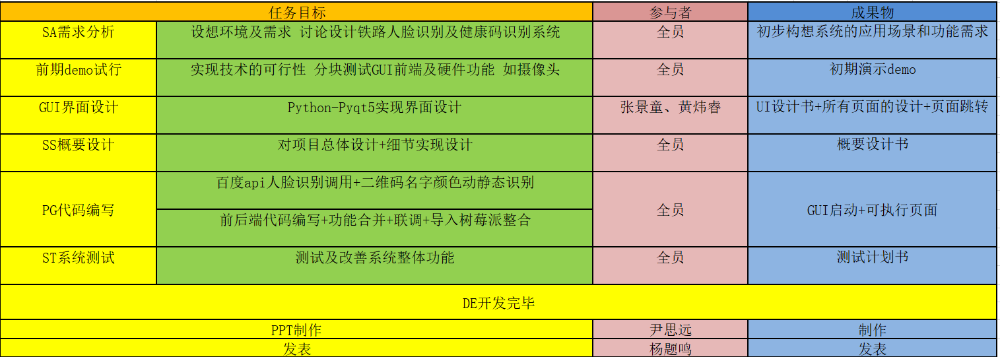 任务目标 参与者 成果物
SA需求分析 设想环境及需求 讨论设计铁路人脸识别及健康码识别系统 全员 初步构想系统的应用场景和功能需求
前期demo试行 实现技术的可行性 分块测试GUI前端及硬件功能 如摄像头 全员 初期演示demo
GUI界面设计 Python-Pyqt5实现界面设计 张景童、黄炜睿 UI设计书+所有页面的设计+页面跳转
SS概要设计 对项目总体设计+细节实现设计 全员 概要设计书
百度api人脸识别调用+二维码名字颜色动静态识别
PG代码编写 全员 GUI启动+可执行页面
前后端代码编写+功能合并+联调+导入树莓派整合
ST系统测试 测试及改善系统整体功能 全员 测试计划书
DE开发完毕
PPT制作 尹思远 制作
发表 杨题鸣 发表